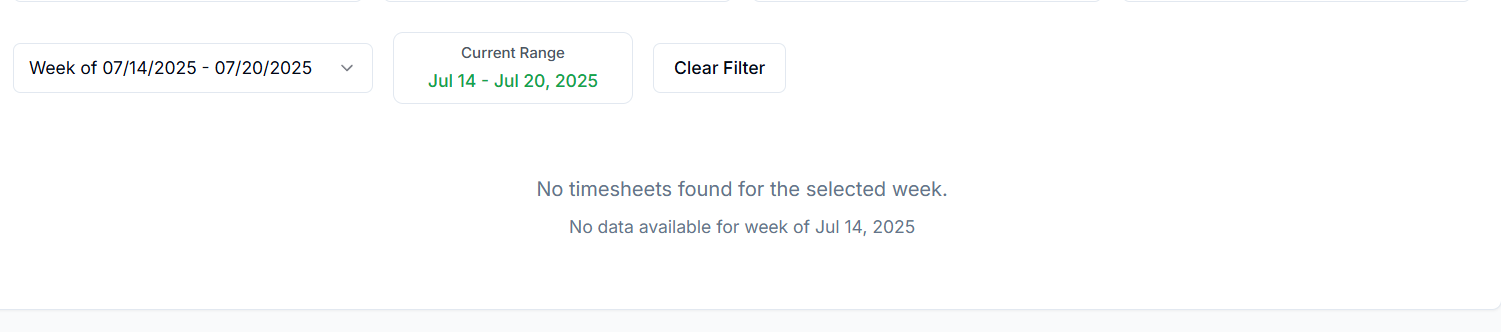 Week of 07/14/2025 - 07/20/2025
Current Range
Jul 14 - Jul 20, 2025
Clear Filter
No timesheets found for the selected week.
No data available for week of Jul 14, 2025